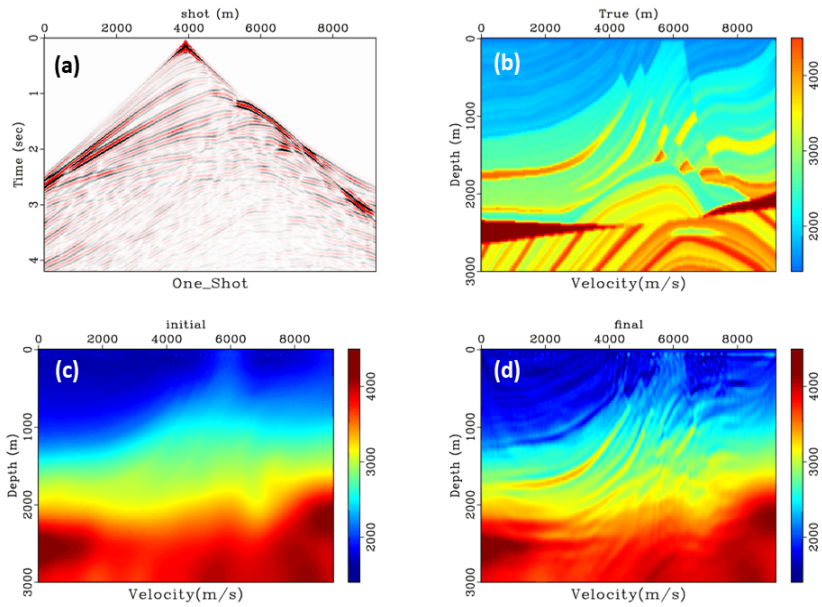 shot (m)
0 2000 4000 6000 8000
(a)
Time (sec)
0 1 2 3 4
One_Shot
True (m)
0 2000 4000 6000 8000
(b)
Depth (m)
0 1000 2000 3000
2000 3000 4000
Velocity(m/s)
initial
0 2000 4000 6000 8000
(c)
Depth (m)
0 1000 2000 3000
2000 3000 4000
Velocity(m/s)
final
0 2000 4000 6000 8000
(d)
Depth (m)
0 1000 2000 3000
2000 3000 4000
Velocity(m/s)